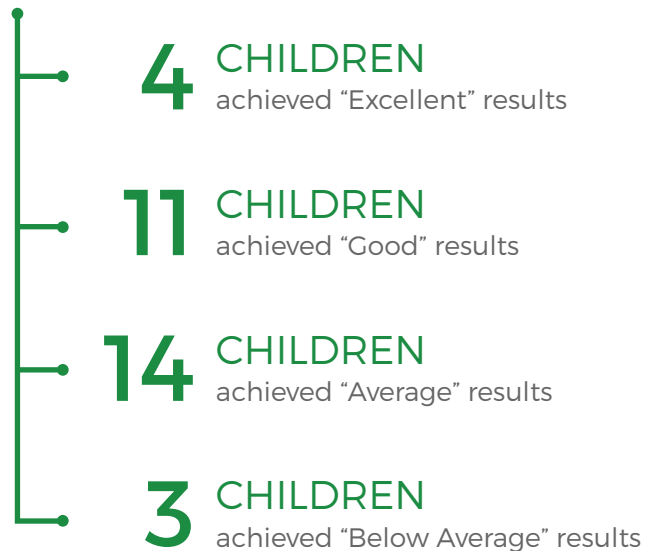 4 CHILDREN
achieved “Excellent” results
11 CHILDREN
achieved “Good” results
14 CHILDREN
achieved “Average” results
3 CHILDREN
achieved “Below Average” results